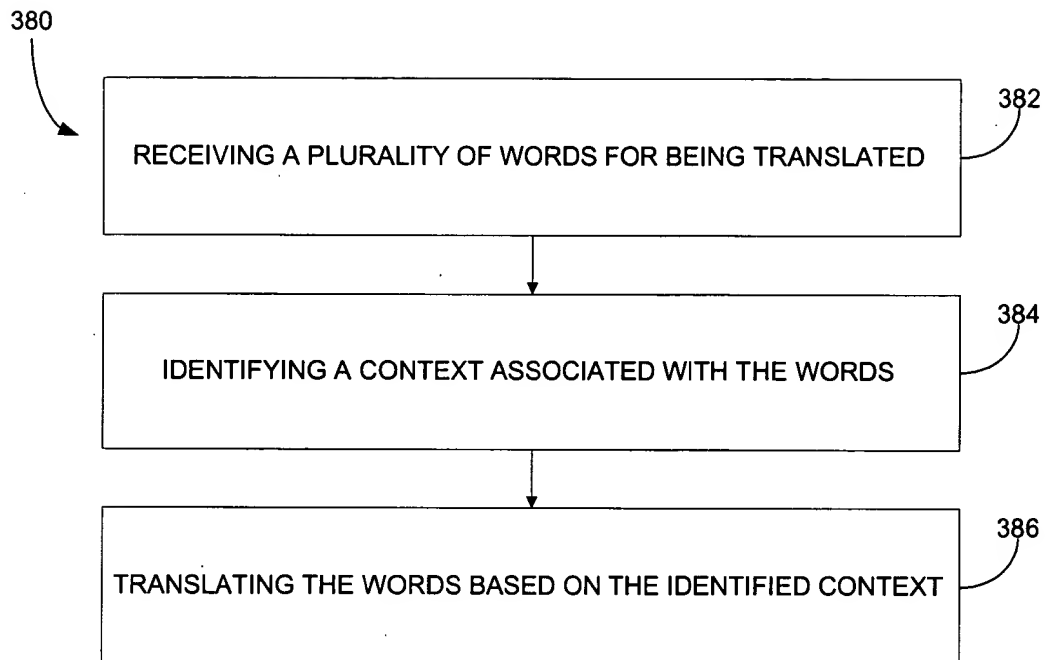 380
382
RECEIVING A PLURALITY OF WORDS FOR BEING TRANSLATED
384
IDENTIFYING A CONTEXT ASSOCIATED WITH THE WORDS
386
TRANSLATING THE WORDS BASED ON THE IDENTIFIED CONTEXT